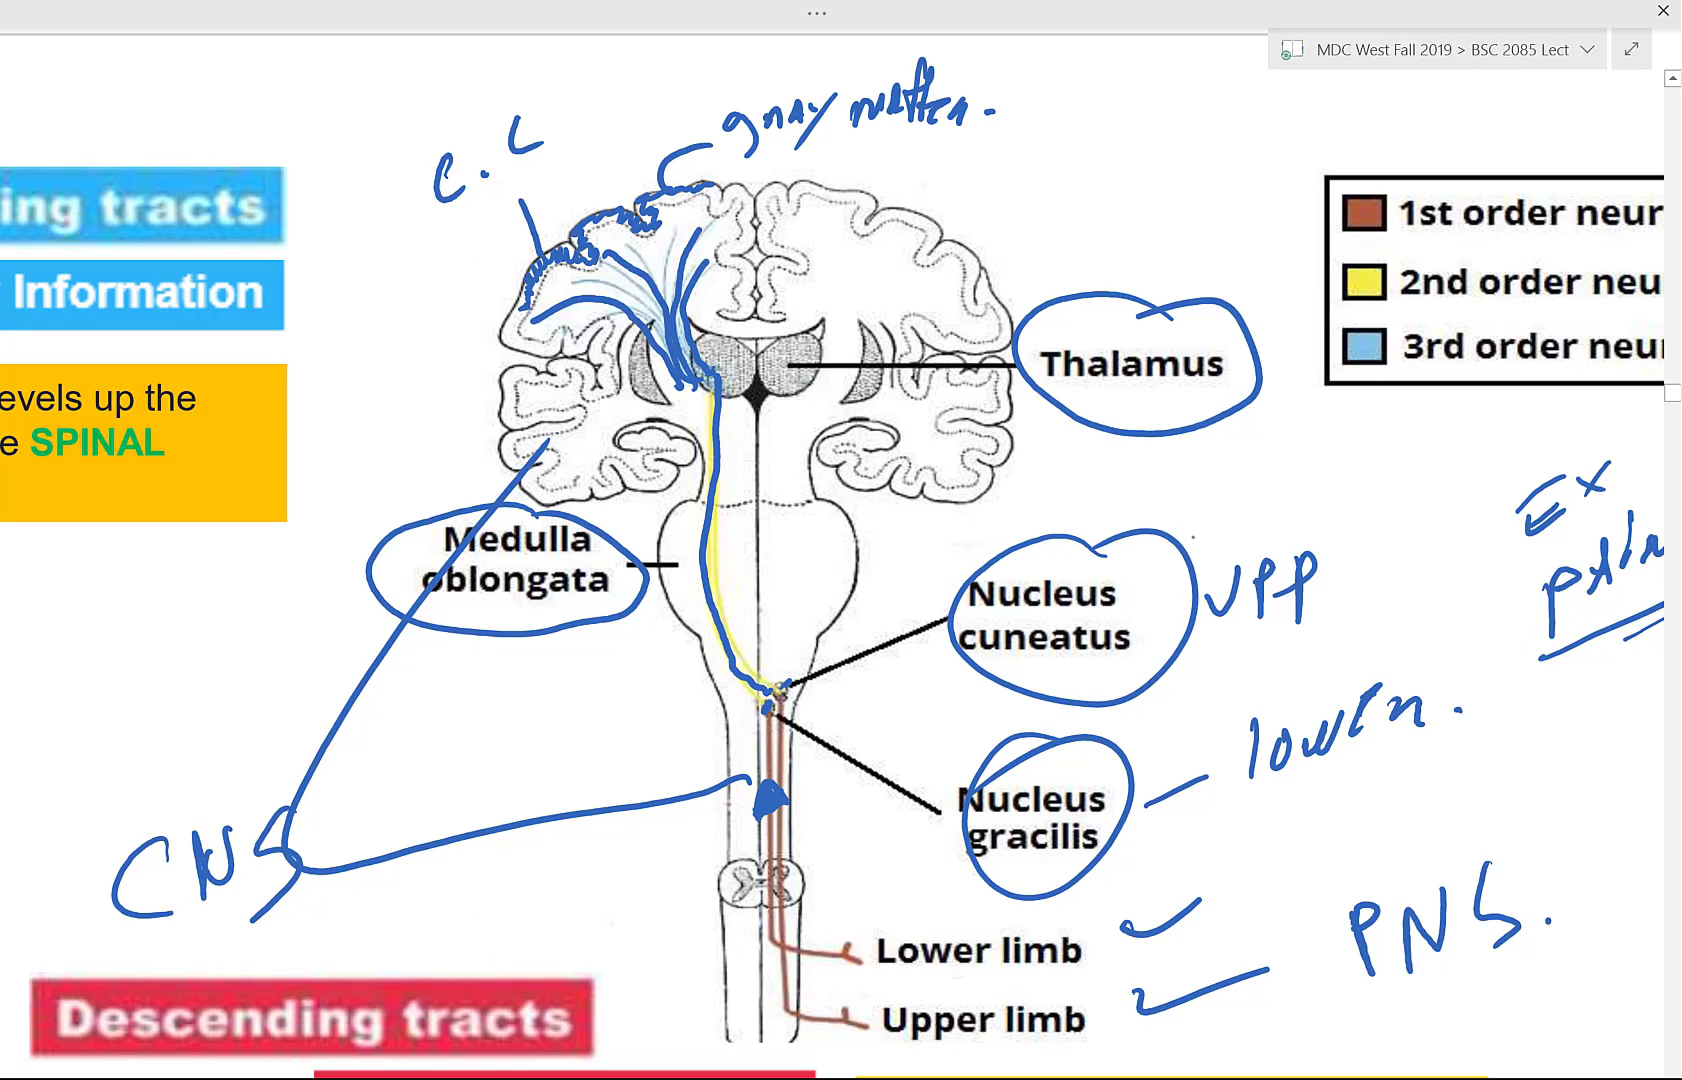 MDC West Fall 2019 > BSC 2085 Lect
gray matter.
C. C
ing tracts
Information
evels up the
e SPINAL
1st order neur
2nd order neu
3rd order neu
Thalamus
Medulla
oblongata
Nucleus
cuneatus
UPP
Ex
Nucleus
gracilis
lower.
CNS
PNS.
Lower limb
Upper limb
Descending tracts